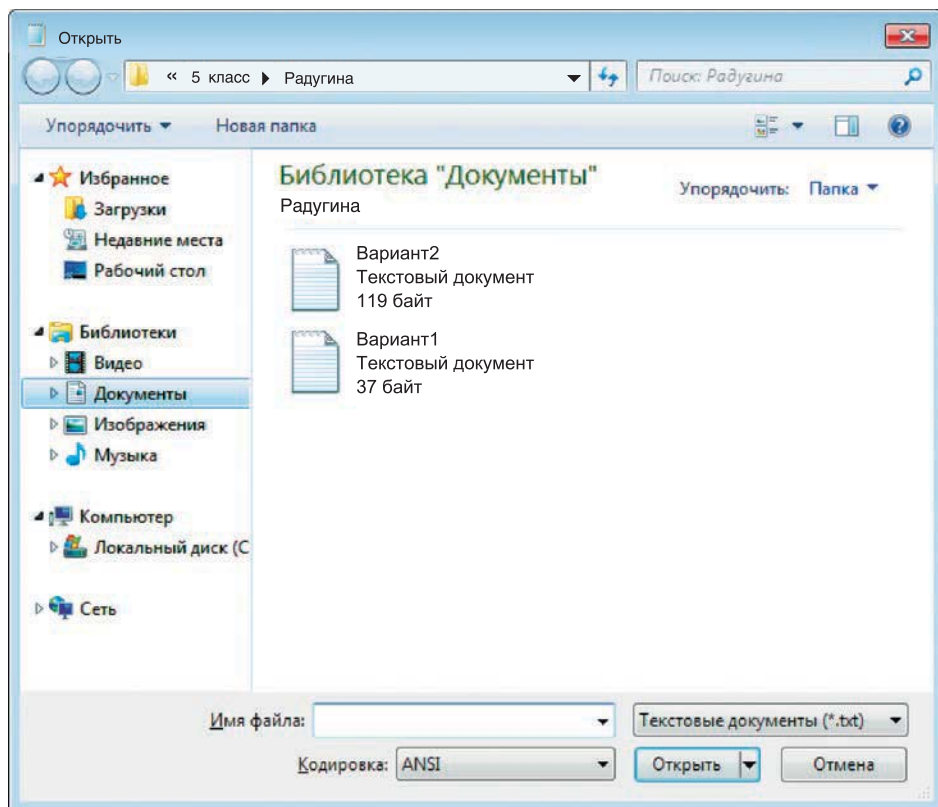 Открыть
« 5 класс Радугина
Поиск: Радугина
Упорядочить Новая папка
Избранное
Загрузки
Недавние места
Рабочий стол
Библиотеки
Видео
Документы
Изображения
Музыка
Компьютер
Локальный диск (С
Сеть
Библиотека "Документы"
Радугина
Упорядочить: Папка
Вариант2
Текстовый документ
119 байт
Вариант1
Текстовый документ
37 байт
Имя файла:
Текстовые документы (*.txt)
Кодировка: ANSI
Открыть Отмена